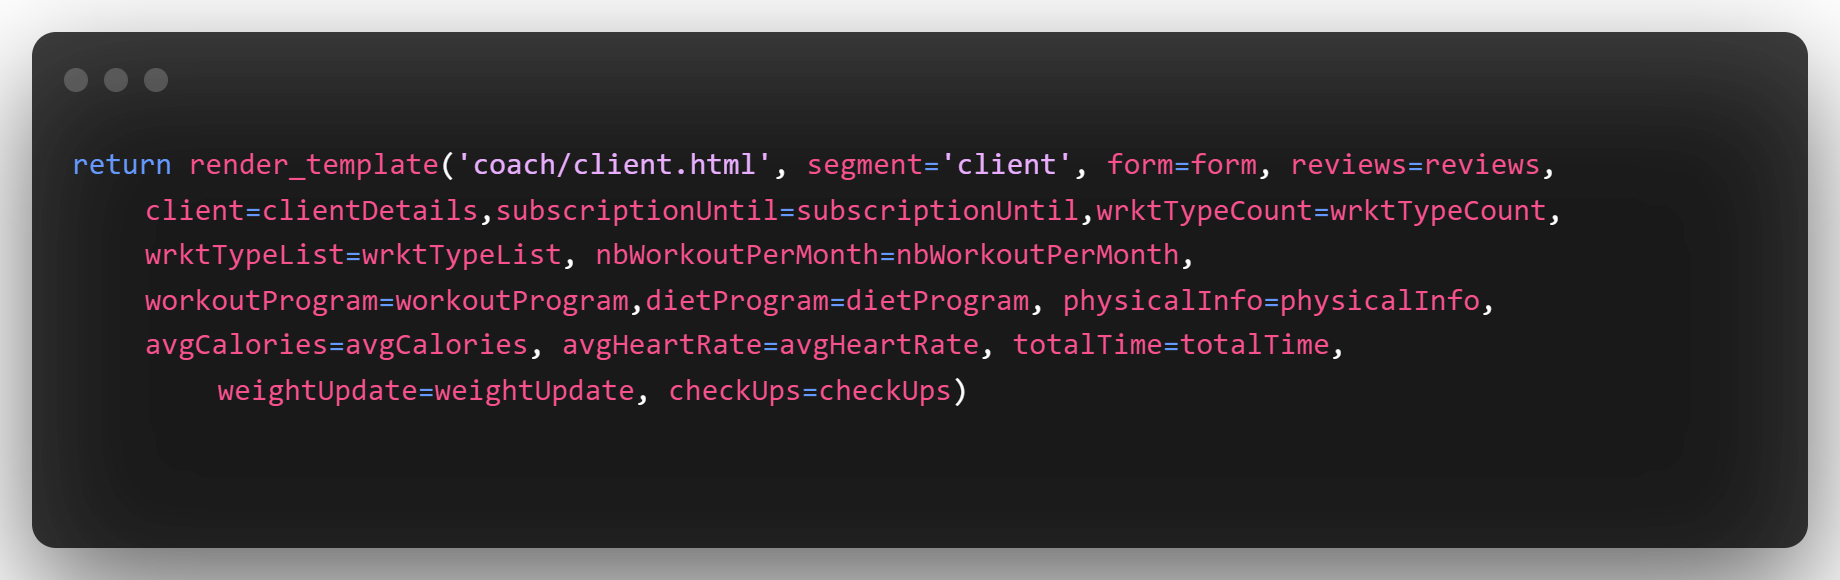 return render_template('coach/client.html', segment='client', form=form, reviews=reviews,
client=clientDetails,subscriptionUntil=subscriptionUntil,wrktTypeCount=wrktTypeCount,
wrktTypeList=wrktTypeList, nbWorkoutPerMonth=nbWorkoutPerMonth,
workoutProgram=workoutProgram,dietProgram=dietProgram, physicalInfo=physicalInfo,
avgCalories=avgCalories, avgHeartRate=avgHeartRate, totalTime=totalTime,
weightUpdate=weightUpdate, checkUps=checkUps)